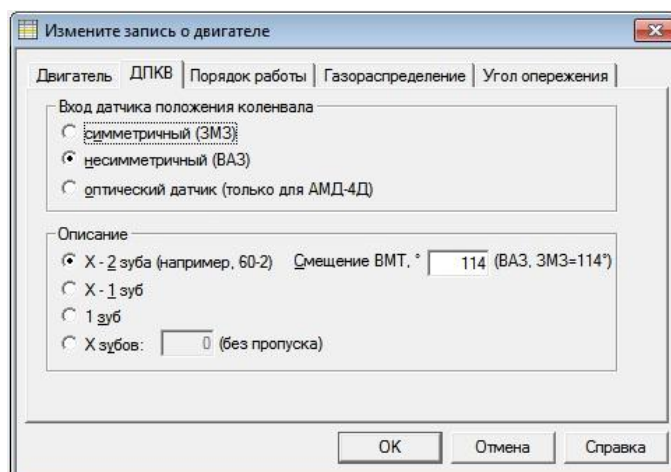 Измените запись о двигателе
Двигатель ДПКВ Порядок работы Газораспределение Угол опережения
Вход датчика положения коленвала
симметричный (ЗМЗ)
несимметричный (ВАЗ)
оптический датчик (только для АМД-4Д)
Описание
X - 2 зуба (например, 60-2) Смещение ВМТ, ° 114 (ВАЗ, ЗМЗ=114°)
X - 1 зуб
1 зуб
X зубов: 0 (без пропуска)
OK Отмена Справка